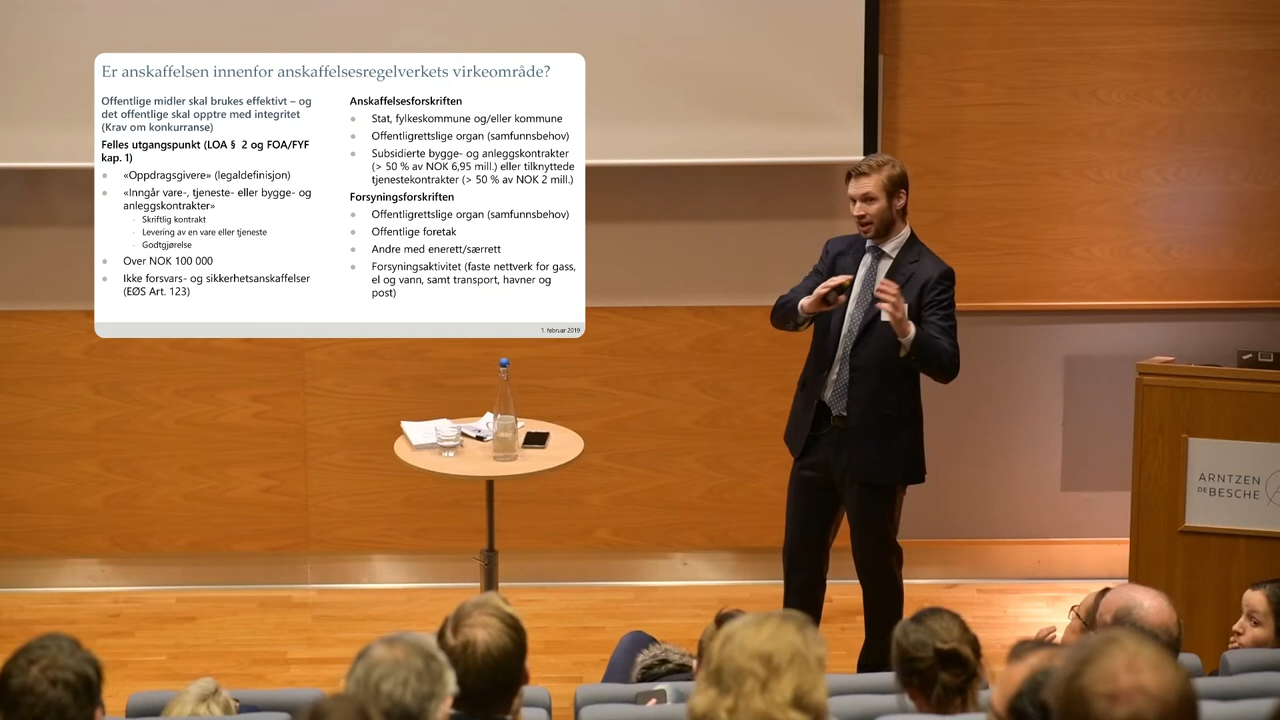 Er anskaffelsen innenfor anskaffelsesregelverkets virkeområde?
Offentlige midler skal brukes effektivt – og
det offentlige skal opptre med integritet
(Krav om konkurranse)
Felles utgangspunkt (LOA § 2 og FOA/FYF
kap. 1)
«Oppdragsgivere» (legaldefinisjon)
«Inngår vare-, tjeneste- eller bygge- og
anleggskontrakter»
Skriftlig kontrakt
Levering av en vare eller tjeneste
Godtgjørelse
Over NOK 100 000
Ikke forsvars- og sikkerhetsanskaffelser
(EØS Art. 123)
Anskaffelsesforskriften
Stat, fylkeskommune og/eller kommune
Offentligrettslige organ (samfunnsbehov)
Subsidierte bygge- og anleggskontrakter
(> 50 % av NOK 6,95 mill.) eller tilknyttede
tjenestekontrakter (> 50 % av NOK 2 mill.)
Forsyningsforskriften
Offentligrettslige organ (samfunnsbehov)
Offentlige foretak
Andre med enerett/særrett
Forsyningsaktivitet (faste nettverk for gass,
el og vann, samt transport, havner og
post)
1. februar 2019
ARNTZEN
DE BESCHE